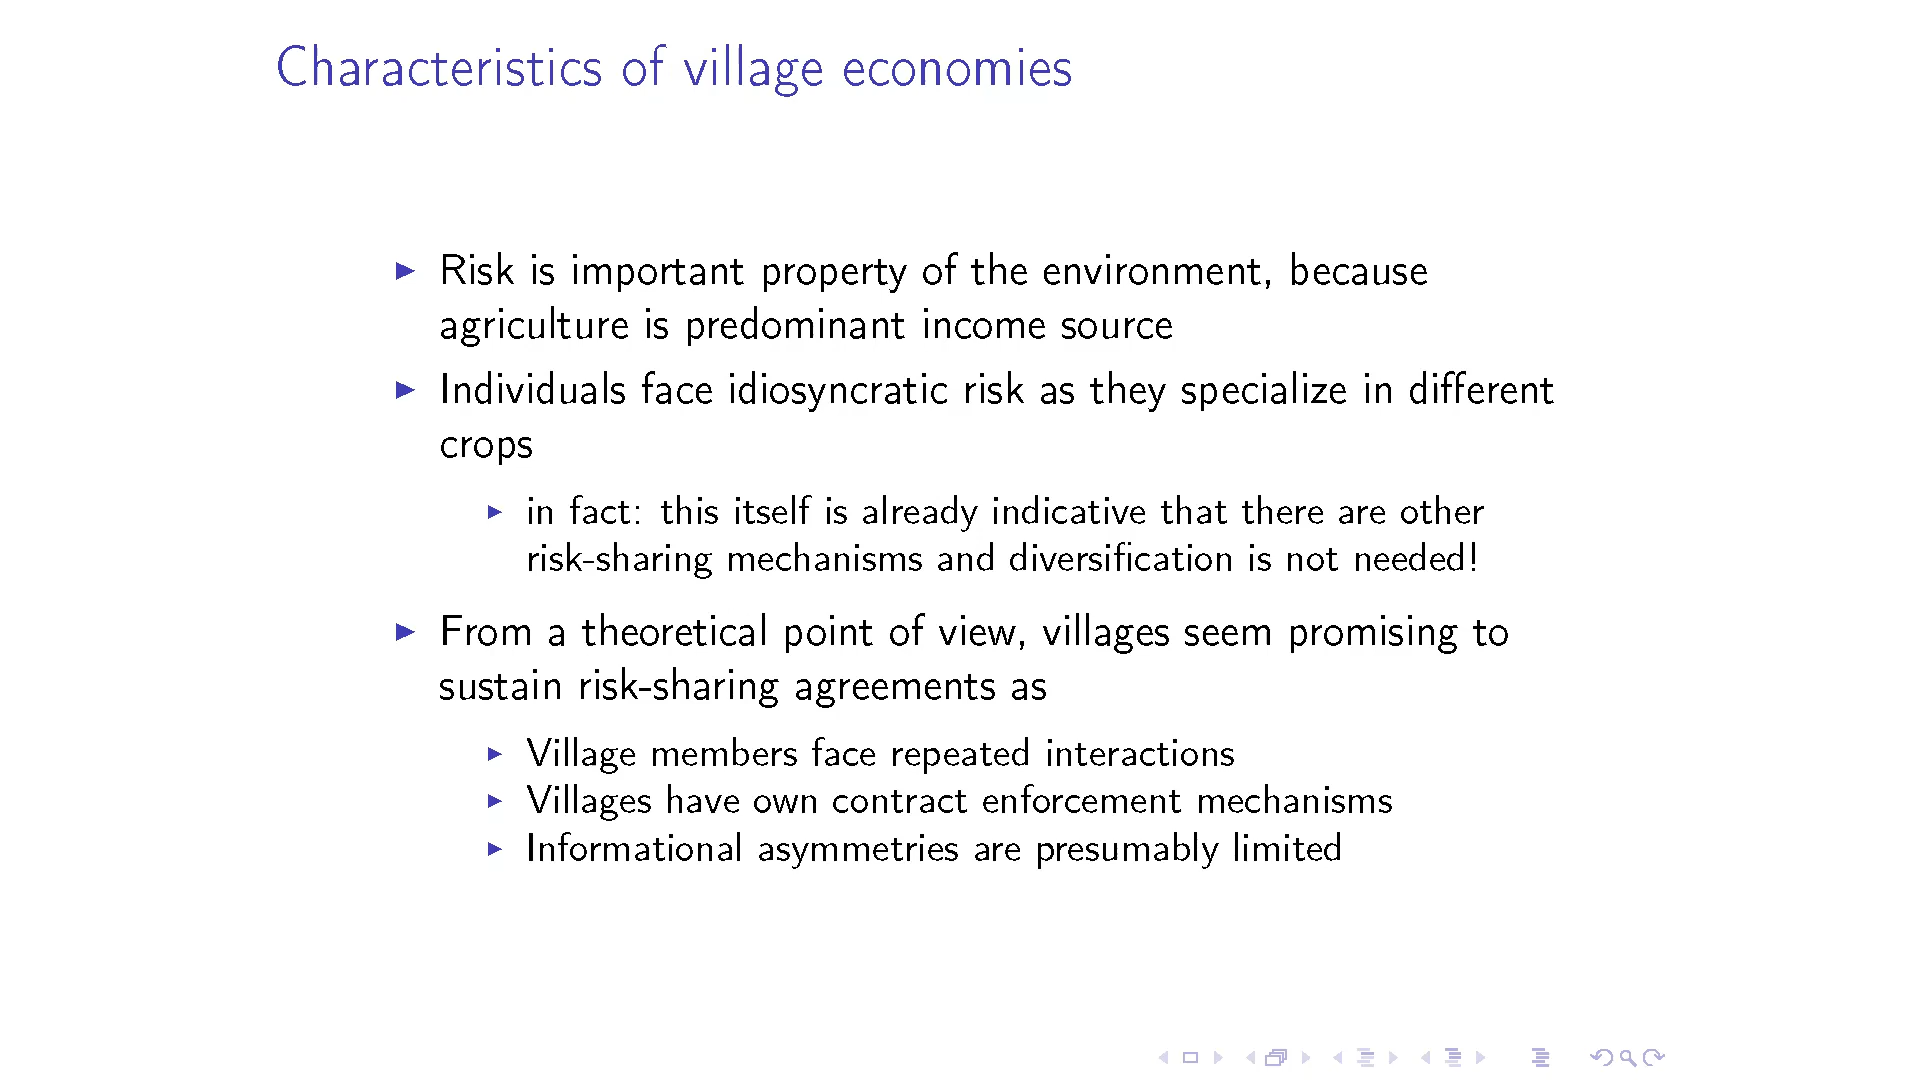 Characteristics of village economies
Risk is important property of the environment, because
agriculture is predominant income source
Individuals face idiosyncratic risk as they specialize in different
crops
in fact: this itself is already indicative that there are other
risk-sharing mechanisms and diversification is not needed!
From a theoretical point of view, villages seem promising to
sustain risk-sharing agreements as
Village members face repeated interactions
Villages have own contract enforcement mechanisms
Informational asymmetries are presumably limited